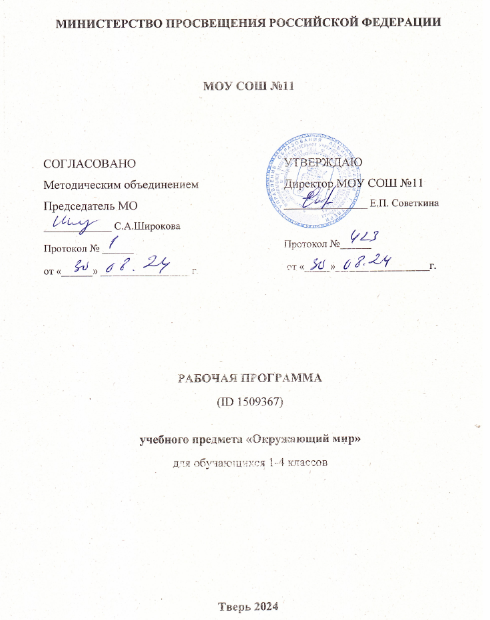 МИНИСТЕРСТВО ПРОСВЕЩЕНИЯ РОССИЙСКОЙ ФЕДЕРАЦИИ
МОУ СОШ №11
СОГЛАСОВАНО
Методическим объединением
Председатель МО
С.А.Широкова
Протокол № 1
от «30» 08.24 г.
УТВЕРЖДАЮ
Директор МОУ СОШ №11
Е.П. Советкина
Протокол № 423
от «30» 08.24 г.
РАБОЧАЯ ПРОГРАММА
(ID 1509367)
учебного предмета «Окружающий мир»
для обучающихся 1-4 классов
Тверь 2024